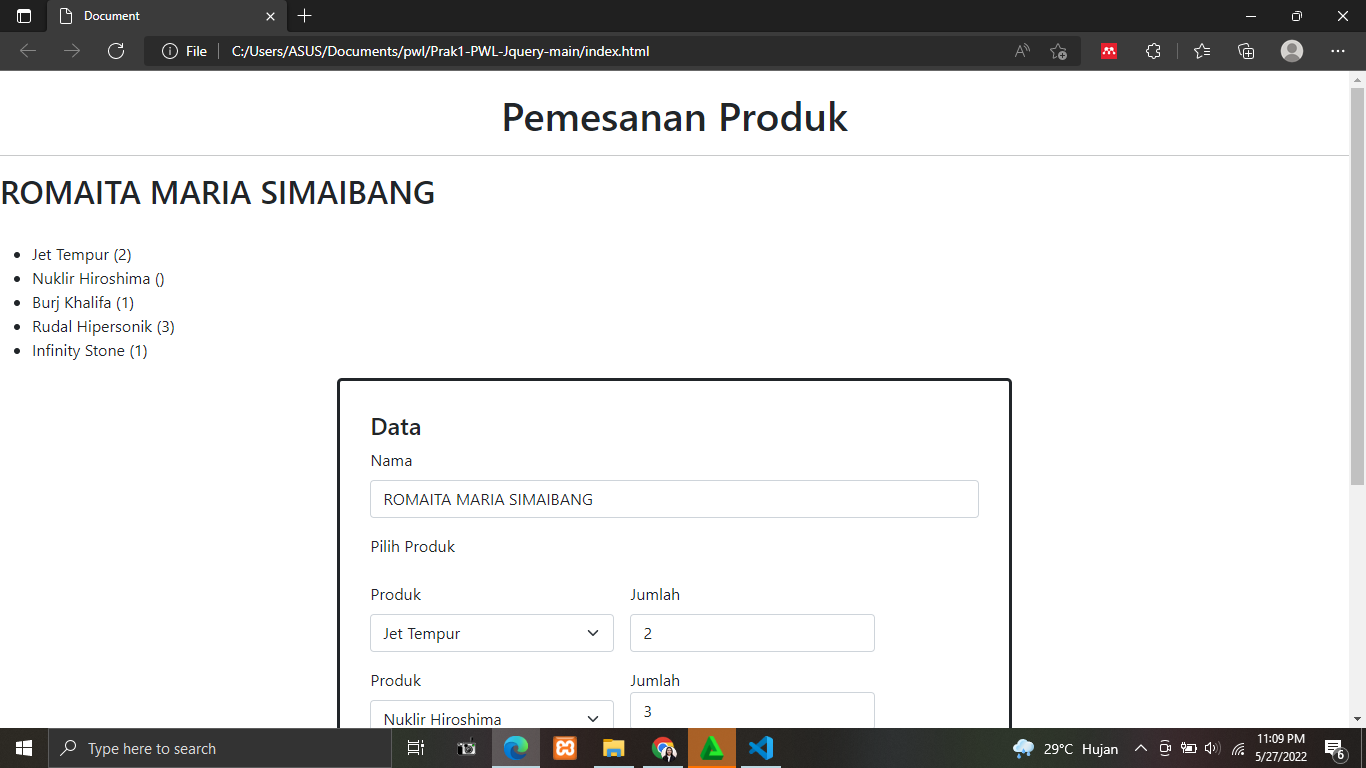 Document
File
C:/Users/ASUS/Documents/pwl/Prak1-PWL-Jquery-main/index.html
Pemesanan Produk
ROMAITA MARIA SIMAIBANG
Jet Tempur (2)
Nuklir Hiroshima ()
Burj Khalifa (1)
Rudal Hipersonik (3)
Infinity Stone (1)
Data
Nama
ROMAITA MARIA SIMAIBANG
Pilih Produk
Produk Jumlah
Jet Tempur 2
Produk Jumlah
Nuklir Hiroshima 3
Type here to search
29°C Hujan
11:09 PM
5/27/2022
6